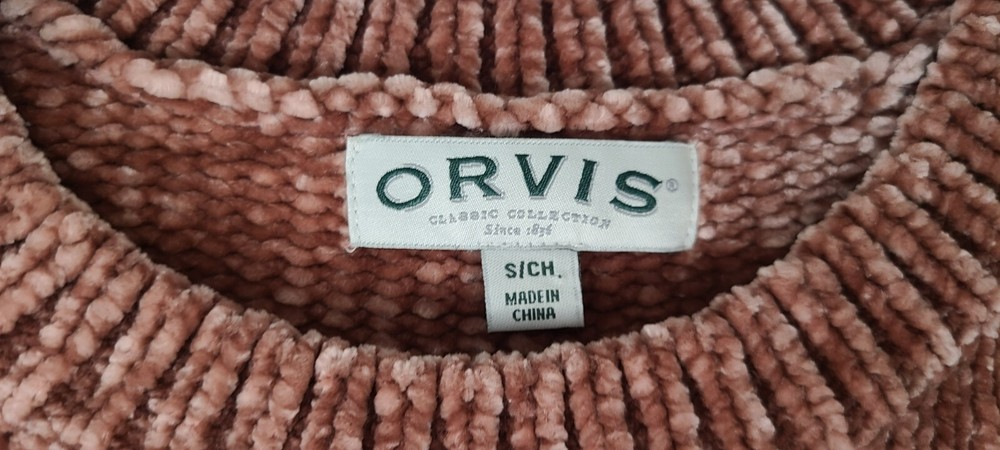 ORVIS®
CLASSIC COLLECTION
Since 1856
S/CH.
MADE IN
CHINA